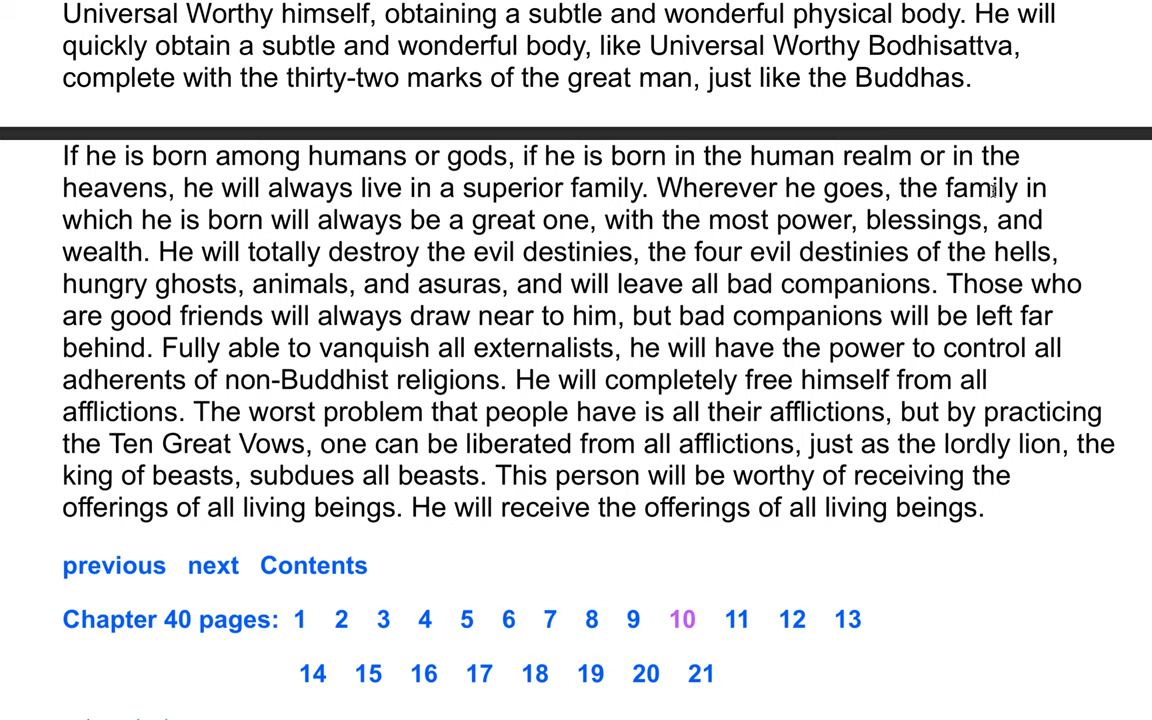 Universal Worthy himself, obtaining a subtle and wonderful physical body. He will
quickly obtain a subtle and wonderful body, like Universal Worthy Bodhisattva,
complete with the thirty-two marks of the great man, just like the Buddhas.
If he is born among humans or gods, if he is born in the human realm or in the
heavens, he will always live in a superior family. Wherever he goes, the family in
which he is born will always be a great one, with the most power, blessings, and
wealth. He will totally destroy the evil destinies, the four evil destinies of the hells,
hungry ghosts, animals, and asuras, and will leave all bad companions. Those who
are good friends will always draw near to him, but bad companions will be left far
behind. Fully able to vanquish all externalists, he will have the power to control all
adherents of non-Buddhist religions. He will completely free himself from all
afflictions. The worst problem that people have is all their afflictions, but by practicing
the Ten Great Vows, one can be liberated from all afflictions, just as the lordly lion, the
king of beasts, subdues all beasts. This person will be worthy of receiving the
offerings of all living beings. He will receive the offerings of all living beings.
previous next Contents
Chapter 40 pages: 1 2 3 4 5 6 7 8 9 10 11 12 13
14 15 16 17 18 19 20 21